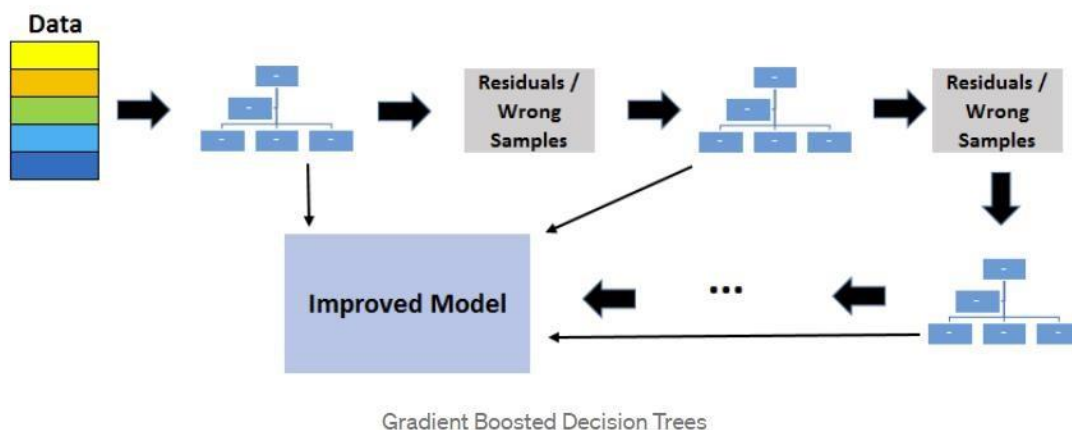 Data
Residuals /
Wrong
Samples
Residuals /
Wrong
Samples
Improved Model
...
Gradient Boosted Decision Trees